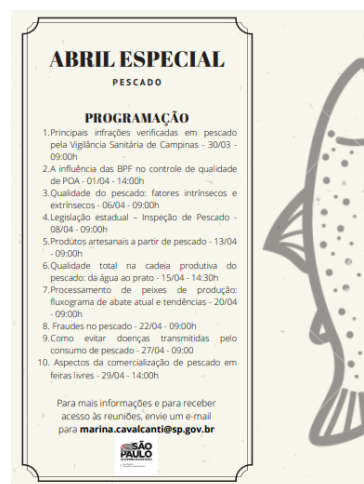 ABRIL ESPECIAL
PESCADO
PROGRAMAÇÃO
1.Principais infrações verificadas em pescado
pela Vigilância Sanitária de Campinas - 30/03 -
09:00h
2.A influência das BPF no controle de qualidade
de POA - 01/04 - 14:00h
3.Qualidade do pescado: fatores intrínsecos e
extrínsecos - 06/04 - 09:00h
4.Legislação estadual – Inspeção de Pescado -
08/04 - 09:00h
5.Produtos artesanais a partir de pescado - 13/04
- 09:00h
6.Qualidade total na cadeia produtiva do
pescado: da água ao prato - 15/04 - 14:30h
7.Processamento de peixes de produção:
fluxograma de abate atual e tendências - 20/04
- 09:00h
8. Fraudes no pescado - 22/04 - 09:00h
9.Como evitar doenças transmitidas pelo
consumo de pescado - 27/04 - 09:00
10. Aspectos da comercialização de pescado em
feiras livres - 29/04 - 14:00h
Para mais informações e para receber
acesso às reuniões, envie um e-mail
para marina.cavalcanti@sp.gov.br
SÃO
PAULO